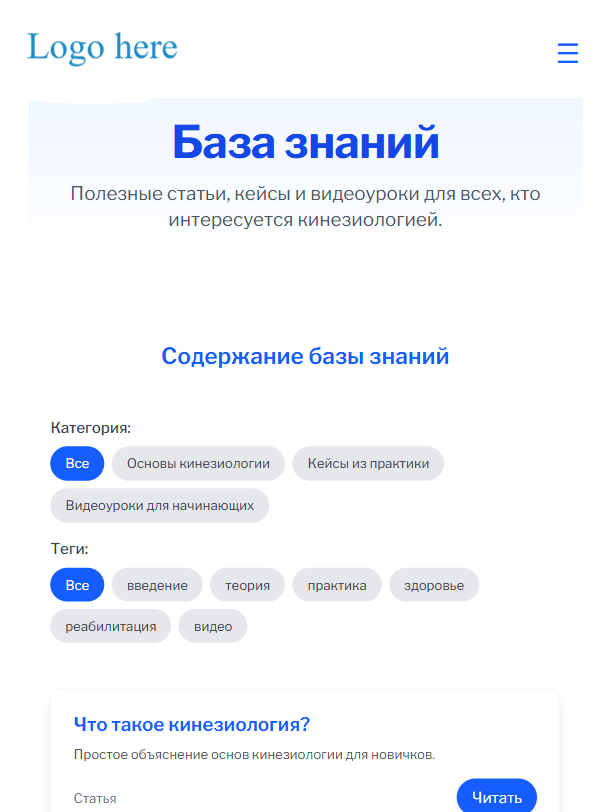 Logo here
База знаний
Полезные статьи, кейсы и видеоуроки для всех, кто
интересуется кинезиологией.
Содержание базы знаний
Категория:
Все Основы кинезиологии Кейсы из практики
Видеоуроки для начинающих
Теги:
Все введение теория практика здоровье
реабилитация видео
Что такое кинезиология?
Простое объяснение основ кинезиологии для новичков.
Статья Читать